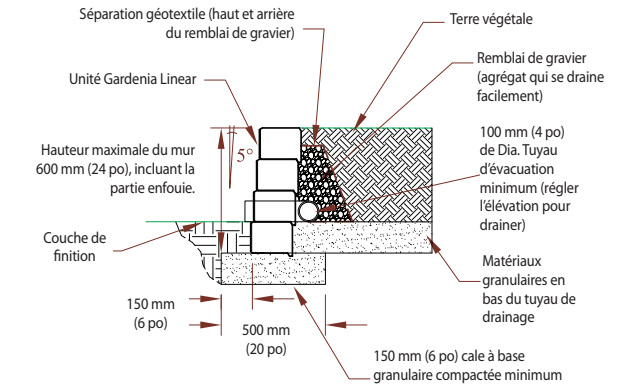 Séparation géotextile (haut et arrière
du remblai de gravier)
Terre végétale
Unité Gardenia Linear
Remblai de gravier
(agrégat qui se draine
facilement)
5°
Hauteur maximale du mur
600 mm (24 po), incluant la
partie enfouie.
100 mm (4 po)
de Dia. Tuyau
d'évacuation
minimum (régler
l'élévation pour
drainer)
Couche de
finition
Matériaux
granulaires en
bas du tuyau de
drainage
150 mm
(6 po)
500 mm
(20 po)
150 mm (6 po) cale à base
granulaire compactée minimum